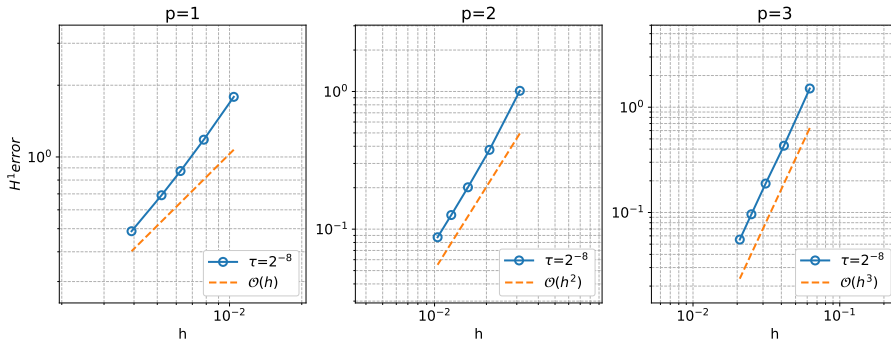 p=1
H¹error
10⁰
τ=2⁻⁸
𝒪(h)
10⁻²
h
p=2
10⁰
10⁻¹
τ=2⁻⁸
𝒪(h²)
10⁻²
h
p=3
10⁰
10⁻¹
τ=2⁻⁸
𝒪(h³)
10⁻²
10⁻¹
h